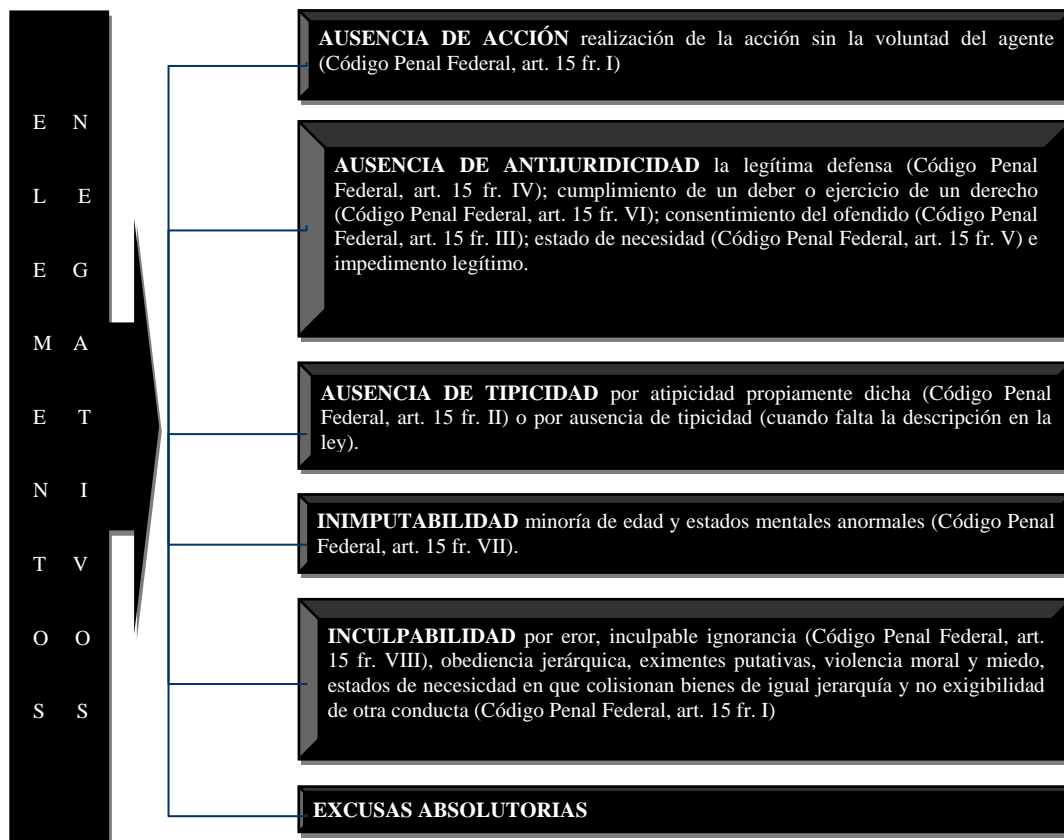 ELEMENTOS
NEGATIVOS
AUSENCIA DE ACCIÓN realización de la acción sin la voluntad del agente
(Código Penal Federal, art. 15 fr. I)
AUSENCIA DE ANTIJURIDICIDAD la legítima defensa (Código Penal
Federal, art. 15 fr. IV); cumplimiento de un deber o ejercicio de un derecho
(Código Penal Federal, art. 15 fr. VI); consentimiento del ofendido (Código Penal
Federal, art. 15 fr. III); estado de necesidad (Código Penal Federal, art. 15 fr. V) e
impedimento legítimo.
AUSENCIA DE TIPICIDAD por atipicidad propiamente dicha (Código Penal
Federal, art. 15 fr. II) o por ausencia de tipicidad (cuando falta la descripción en la
ley).
INIMPUTABILIDAD minoría de edad y estados mentales anormales (Código Penal
Federal, art. 15 fr. VII).
INCULPABILIDAD por eror, inculpable ignorancia (Código Penal Federal, art.
15 fr. VIII), obediencia jerárquica, eximentes putativas, violencia moral y miedo,
estados de necesicdad en que colisionan bienes de igual jerarquía y no exigibilidad
de otra conducta (Código Penal Federal, art. 15 fr. I)
EXCUSAS ABSOLUTORIAS